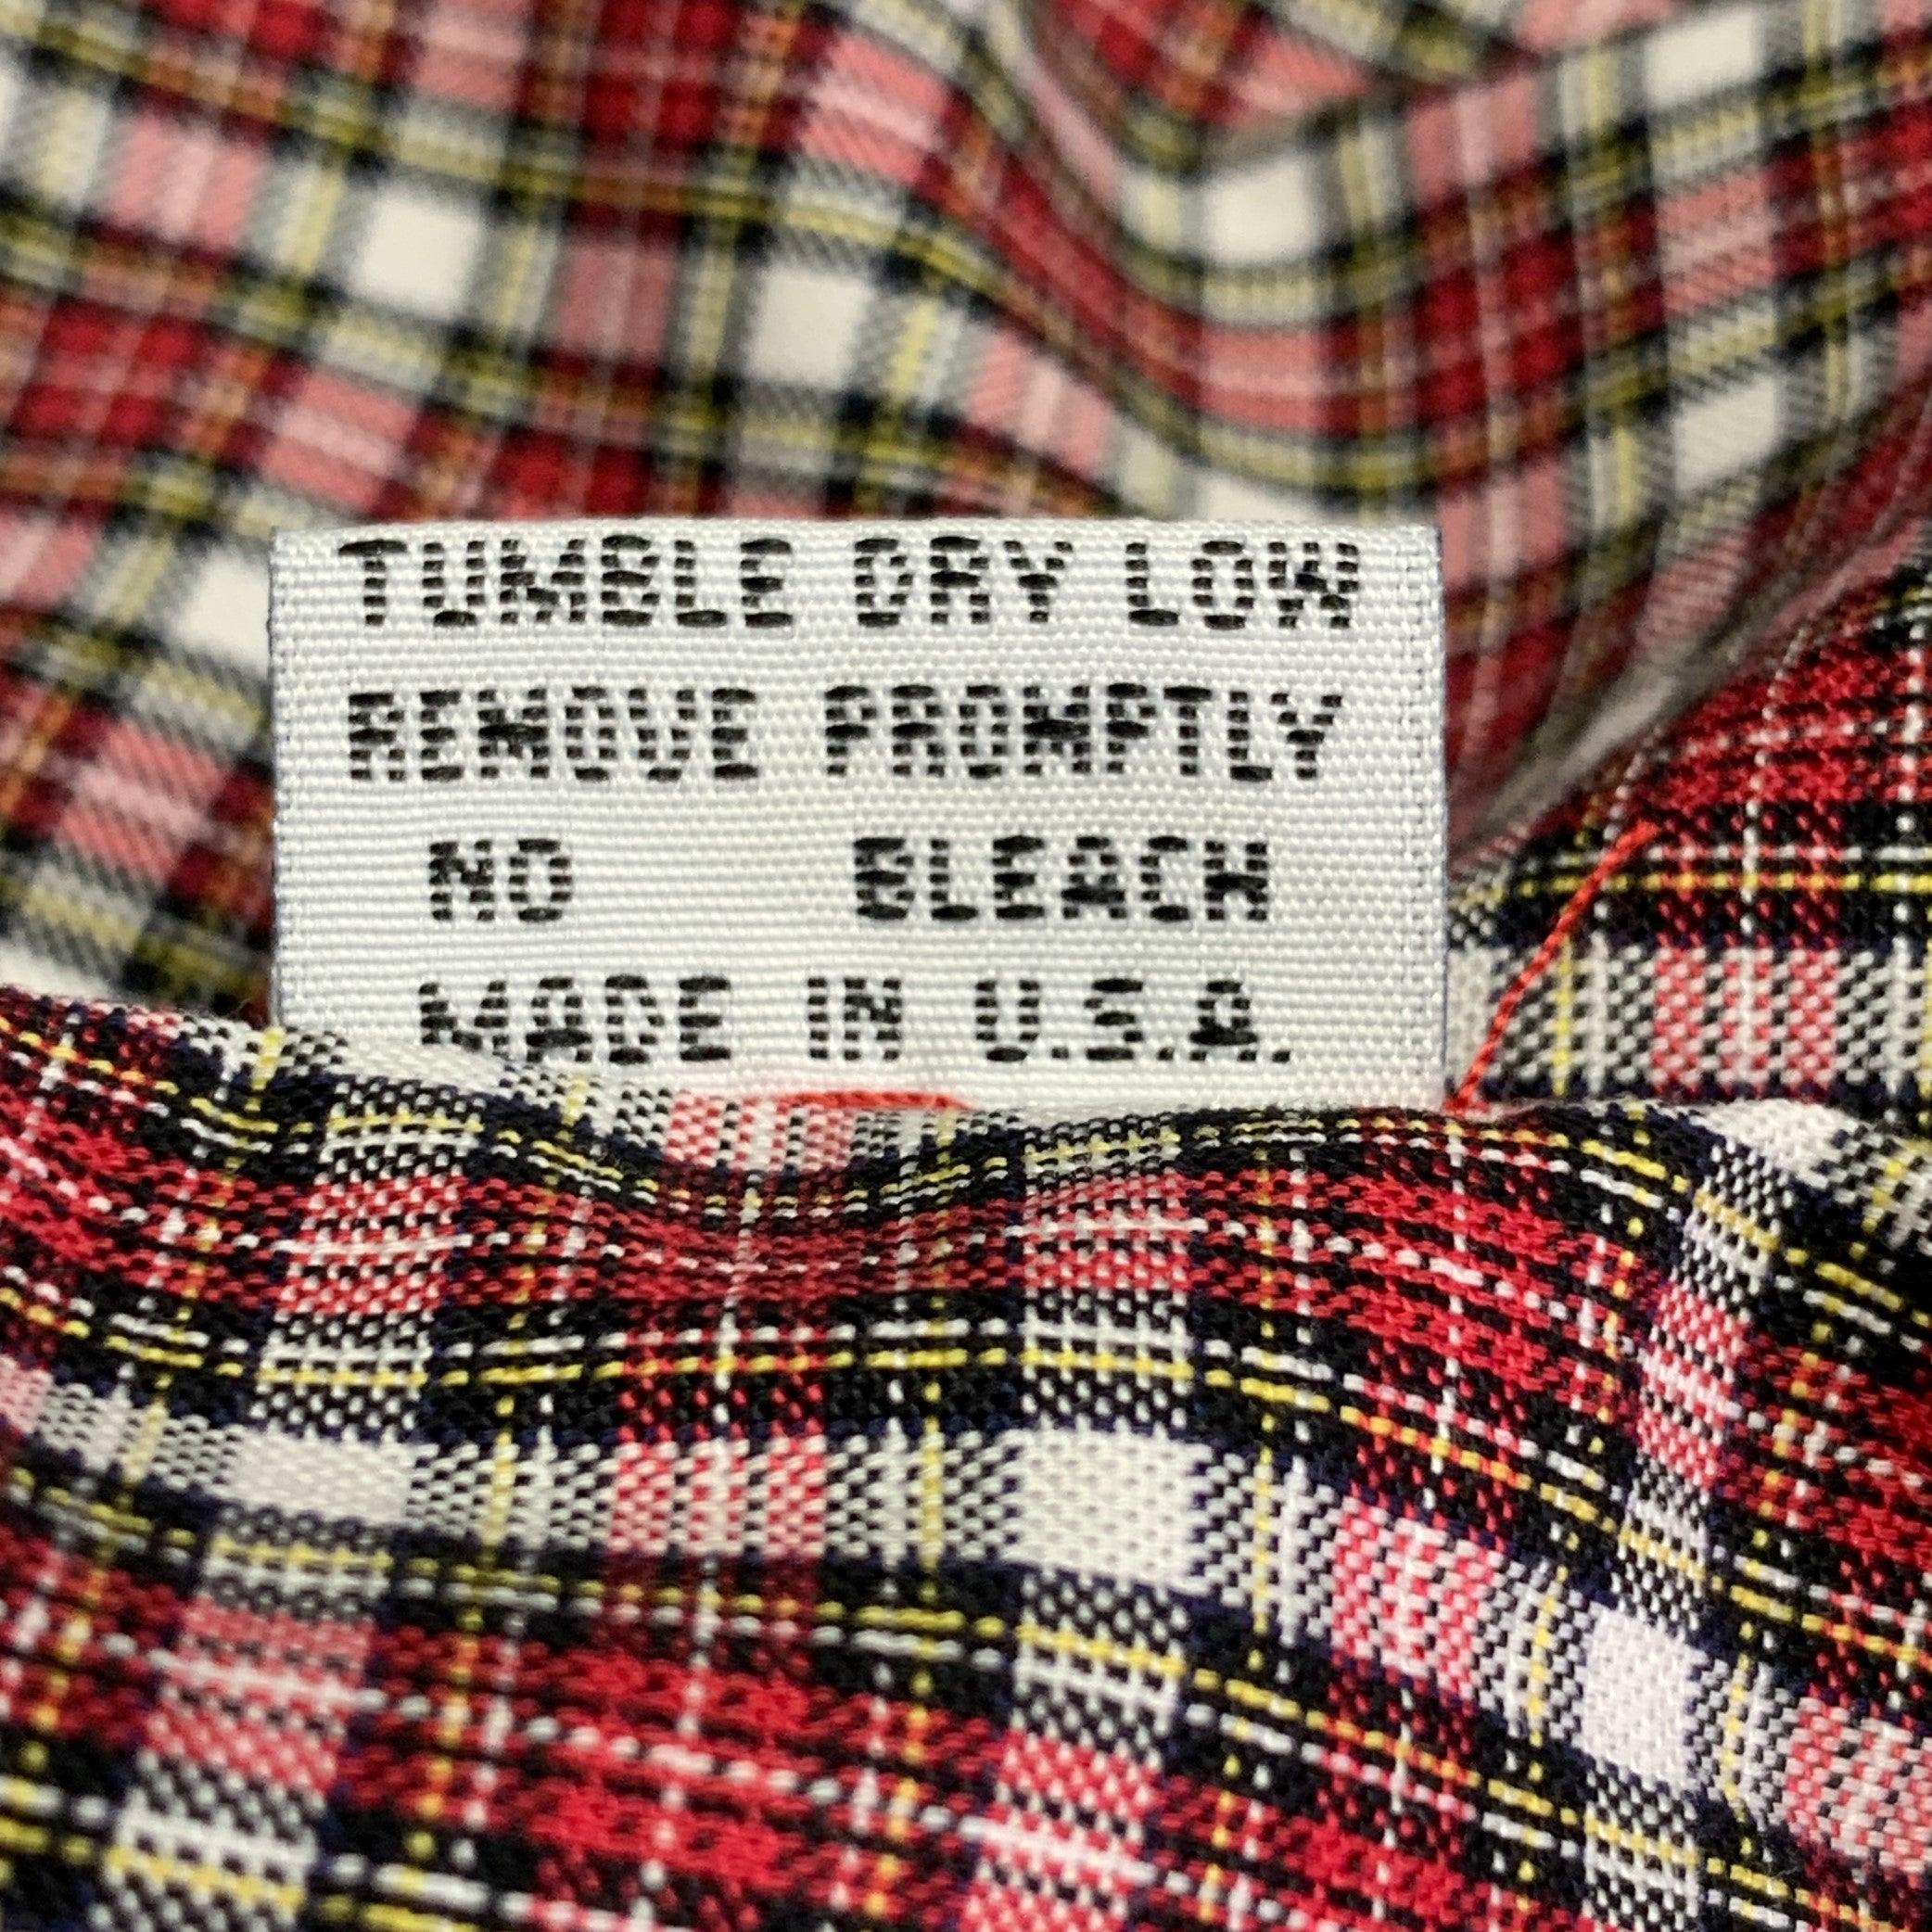 TUMBLE DRY LOW
REMOVE PROMPTLY
NO BLEACH
MADE IN U.S.A.